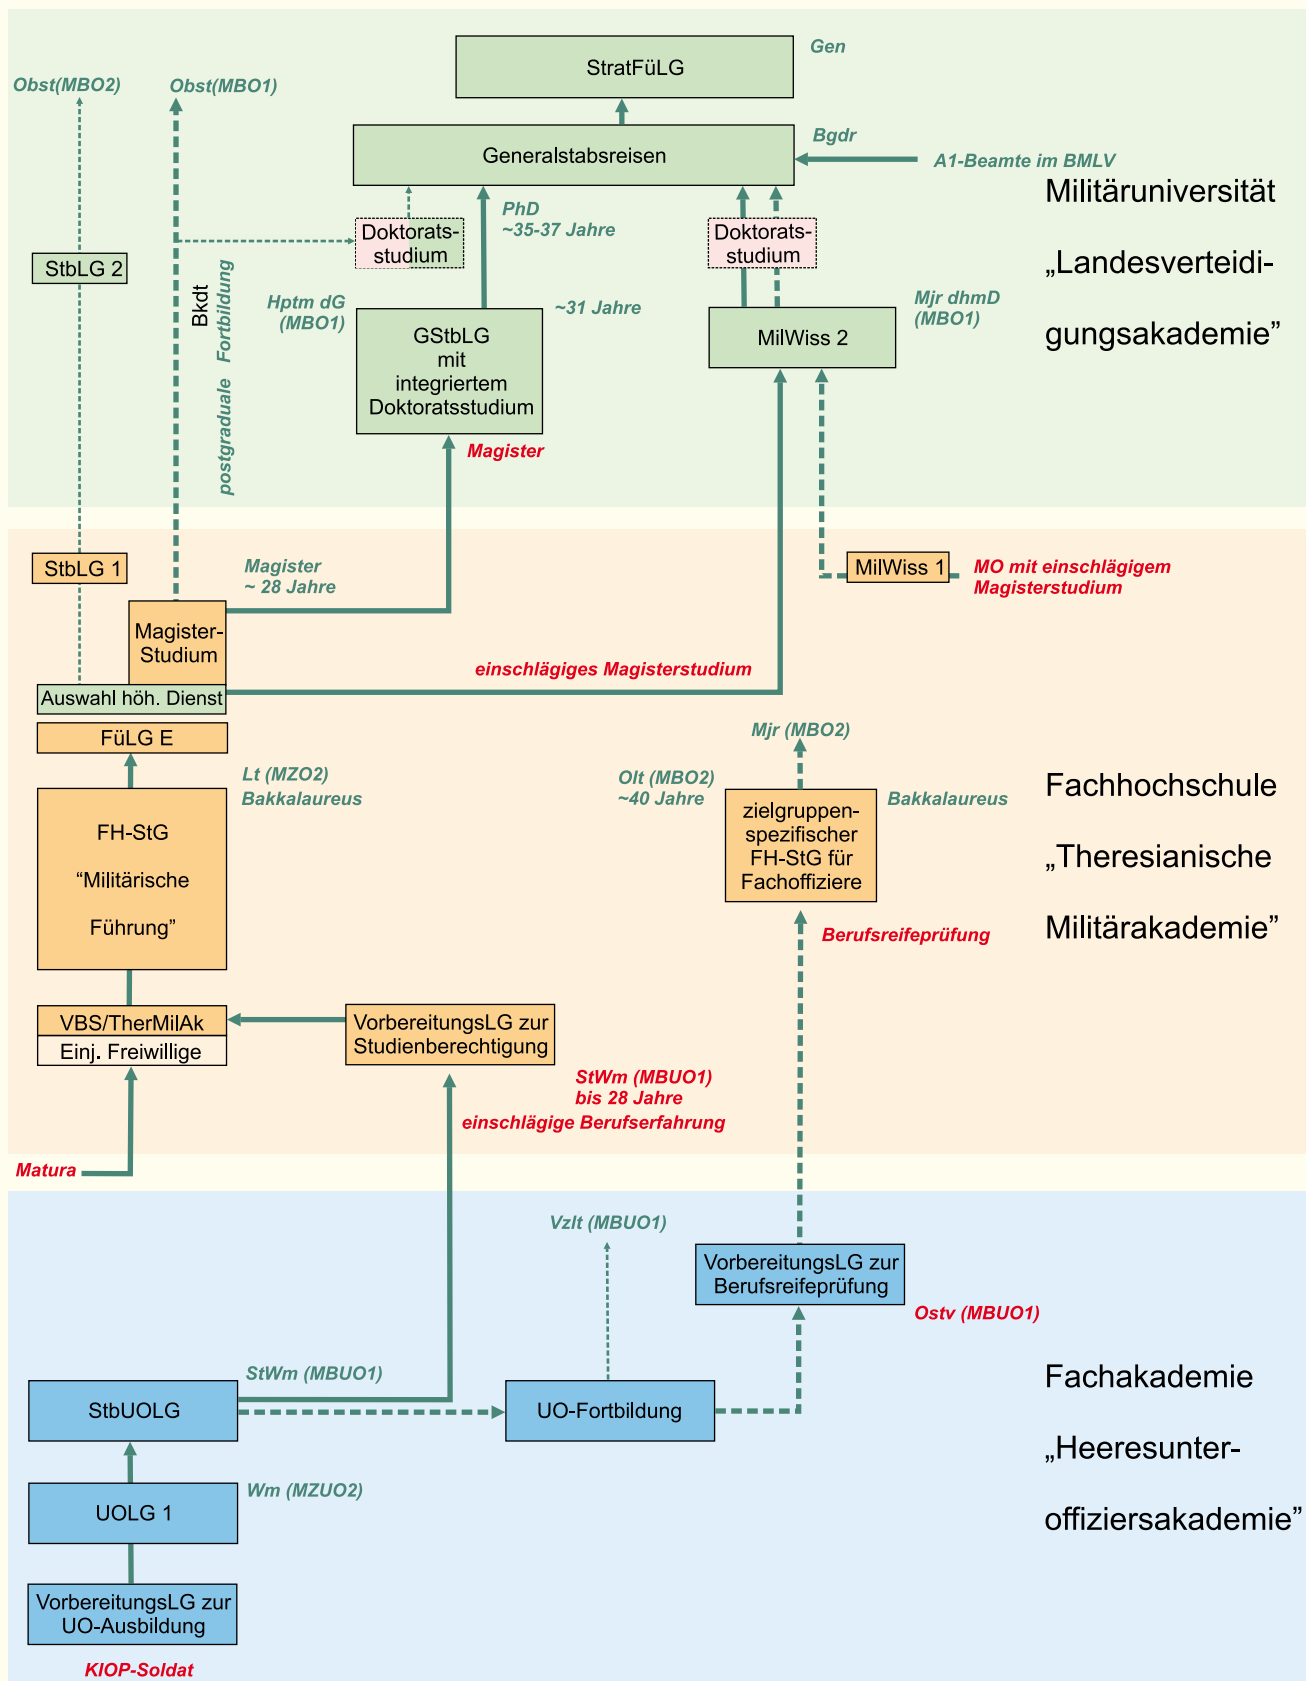 Gen
StratFüLG
Obst(MBO2)
Obst(MBO1)
Bgdr
Generalstabsreisen
A1-Beamte im BMLV
Militäruniversität
„Landesverteidi-
gungsakademie”
PhD
~35-37 Jahre
Doktorats-
studium
Doktorats-
studium
StbLG 2
Bkdt
postgraduale Fortbildung
Hptm dG
(MBO1)
~31 Jahre
Mjr dhmD
(MBO1)
GStbLG
mit
integriertem
Doktoratsstudium
MilWiss 2
Magister
StbLG 1
Magister
~ 28 Jahre
MilWiss 1
MO mit einschlägigem
Magisterstudium
Magister-
Studium
einschlägiges Magisterstudium
Auswahl höh. Dienst
FüLG E
Mjr (MBO2)
Lt (MZO2)
Bakkalaureus
Olt (MBO2)
~40 Jahre
Bakkalaureus
Fachhochschule
„Theresianische
Militärakademie”
FH-StG
“Militärische
Führung”
zielgruppen-
spezifischer
FH-StG für
Fachoffiziere
Berufsreifeprüfung
VBS/TherMilAk
Einj. Freiwillige
VorbereitungsLG zur
Studienberechtigung
StWm (MBUO1)
bis 28 Jahre
einschlägige Berufserfahrung
Matura
Vzlt (MBUO1)
VorbereitungsLG zur
Berufsreifeprüfung
Ostv (MBUO1)
StWm (MBUO1)
StbUOLG
UO-Fortbildung
Fachakademie
„Heeresunter-
offiziersakademie”
Wm (MZUO2)
UOLG 1
VorbereitungsLG zur
UO-Ausbildung
KIOP-Soldat